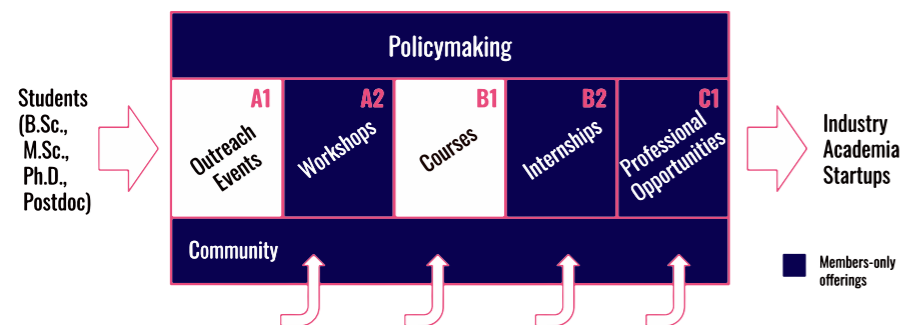 Policymaking
Students
(B.Sc.,
M.Sc.,
Ph.D.,
Postdoc)
A1
Outreach
Events
A2
Workshops
B1
Courses
B2
Internships
C1
Professional
Opportunities
Industry
Academia
Startups
Community
Members-only
offerings